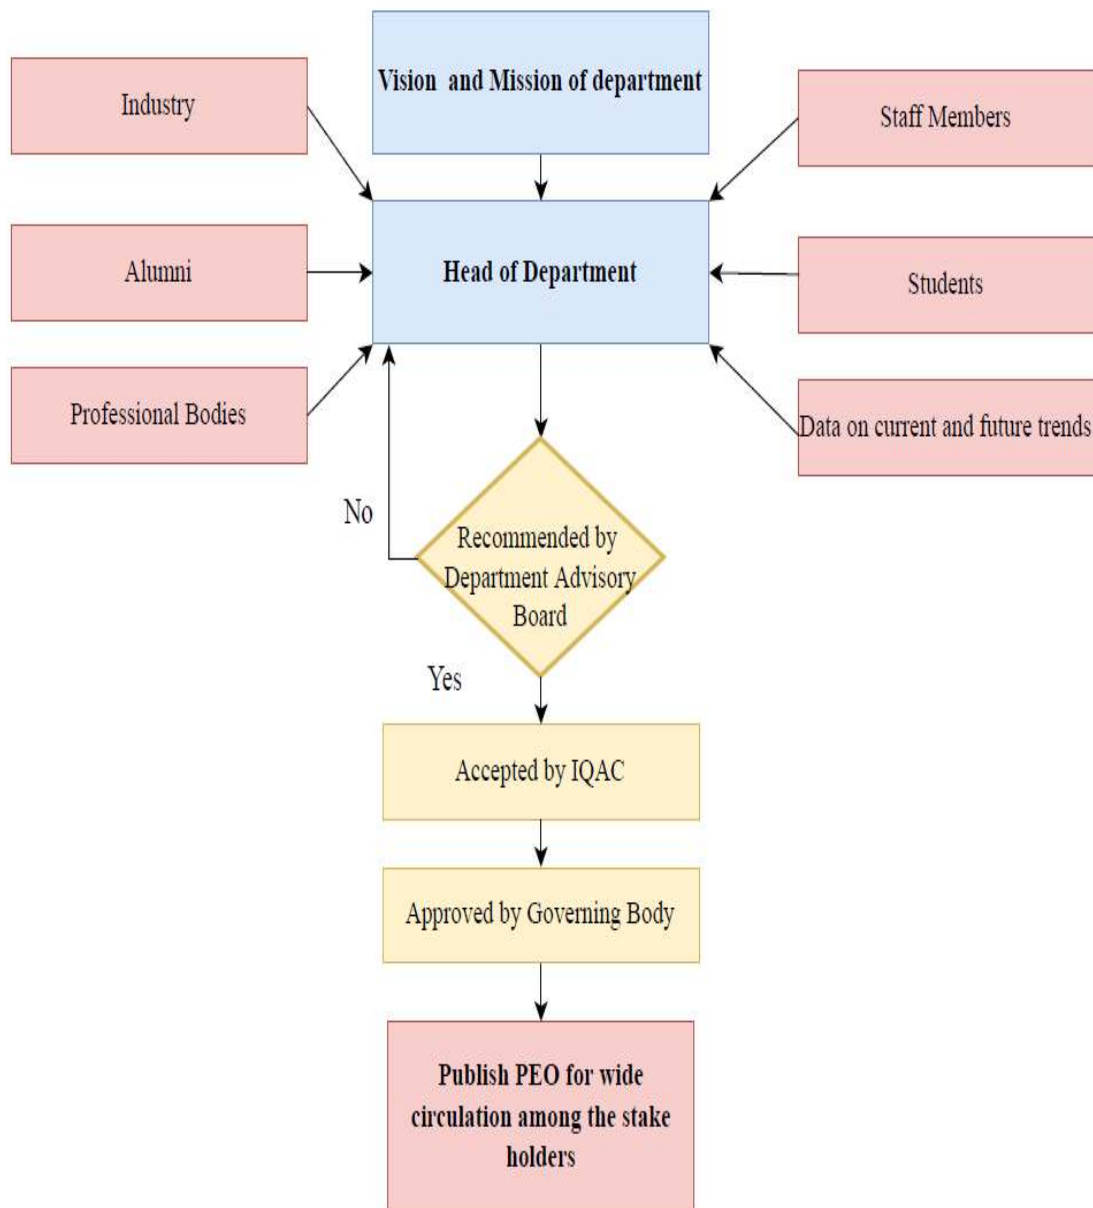 Vision and Mission of department
Industry
Staff Members
Alumni
Head of Department
Students
Professional Bodies
Data on current and future trends
No
Recommended by
Department Advisory
Board
Yes
Accepted by IQAC
Approved by Governing Body
Publish PEO for wide
circulation among the stake
holders